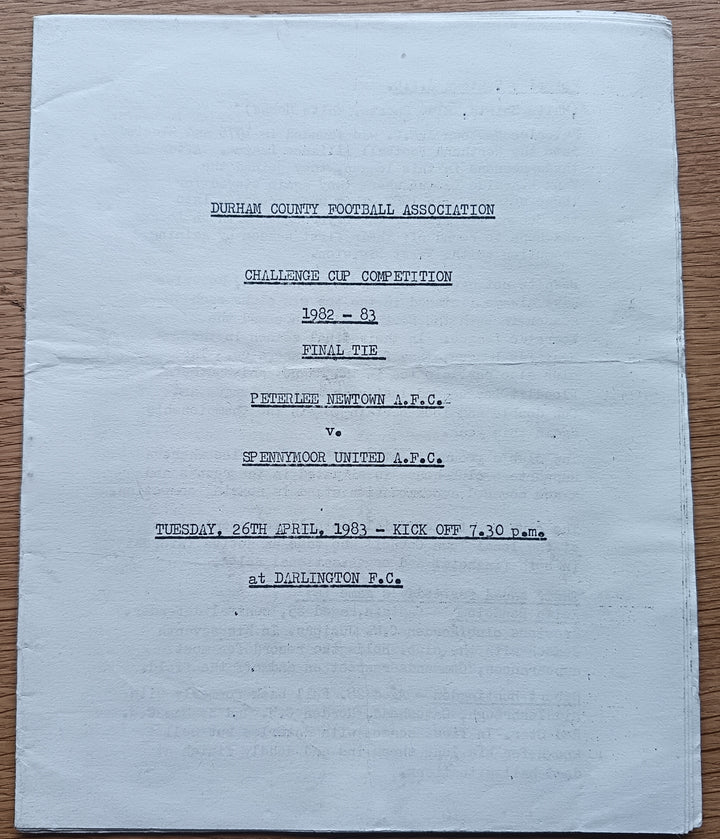 DURHAM COUNTY FOOTBALL ASSOCIATION
CHALLENGE CUP COMPETITION
1982 - 83
FINAL TIE
PETERLEE NEWTOWN A.F.C.
v.
SPENNYMOOR UNITED A.F.C.
TUESDAY, 26TH APRIL, 1983 - KICK OFF 7.30 p.m.
at DARLINGTON F.C.